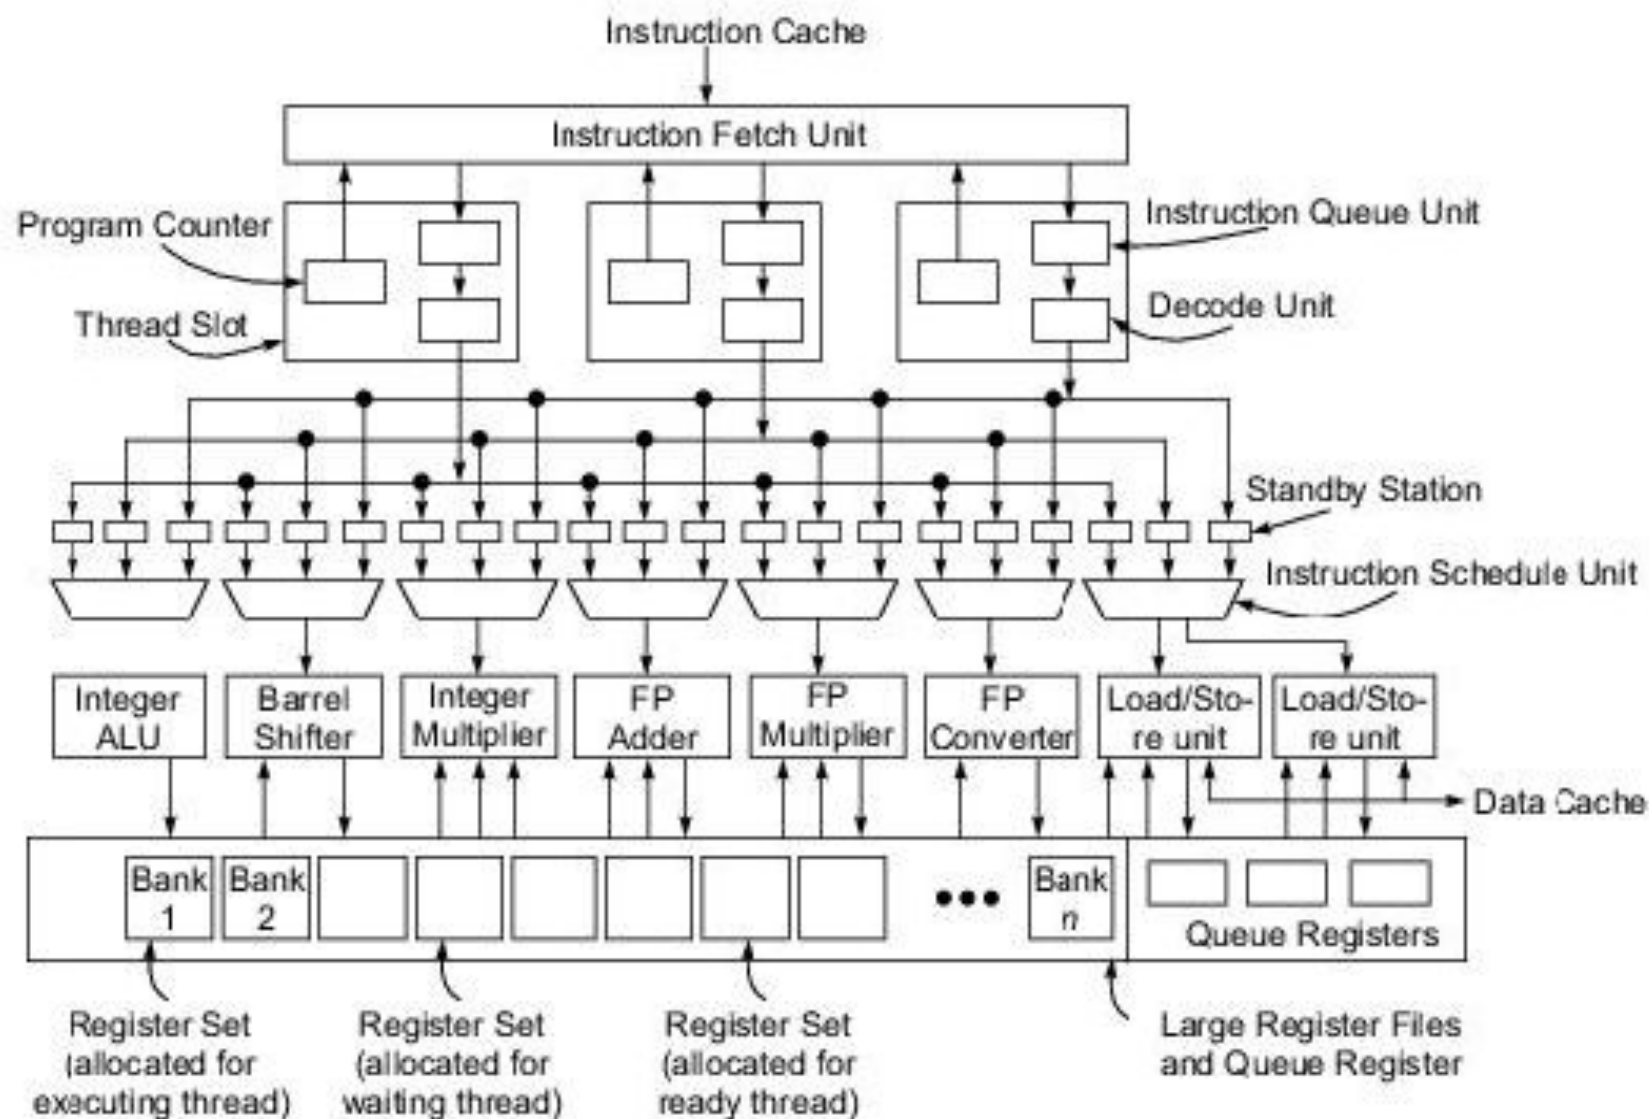 Instruction Cache
Instruction Fetch Unit
Program Counter
Instruction Queue Unit
Thread Slot
Decode Unit
Standby Station
Instruction Schedule Unit
Integer
ALU
Barrel
Shifter
Integer
Multiplier
FP
Adder
FP
Multiplier
FP
Converter
Load/Sto-
re unit
Load/Sto-
re unit
Data Cache
Bank
1
Bank
2
Bank
n
Queue Registers
Register Set
(allocated for
executing thread)
Register Set
(allocated for
waiting thread)
Register Set
(allocated for
ready thread)
Large Register Files
and Queue Register